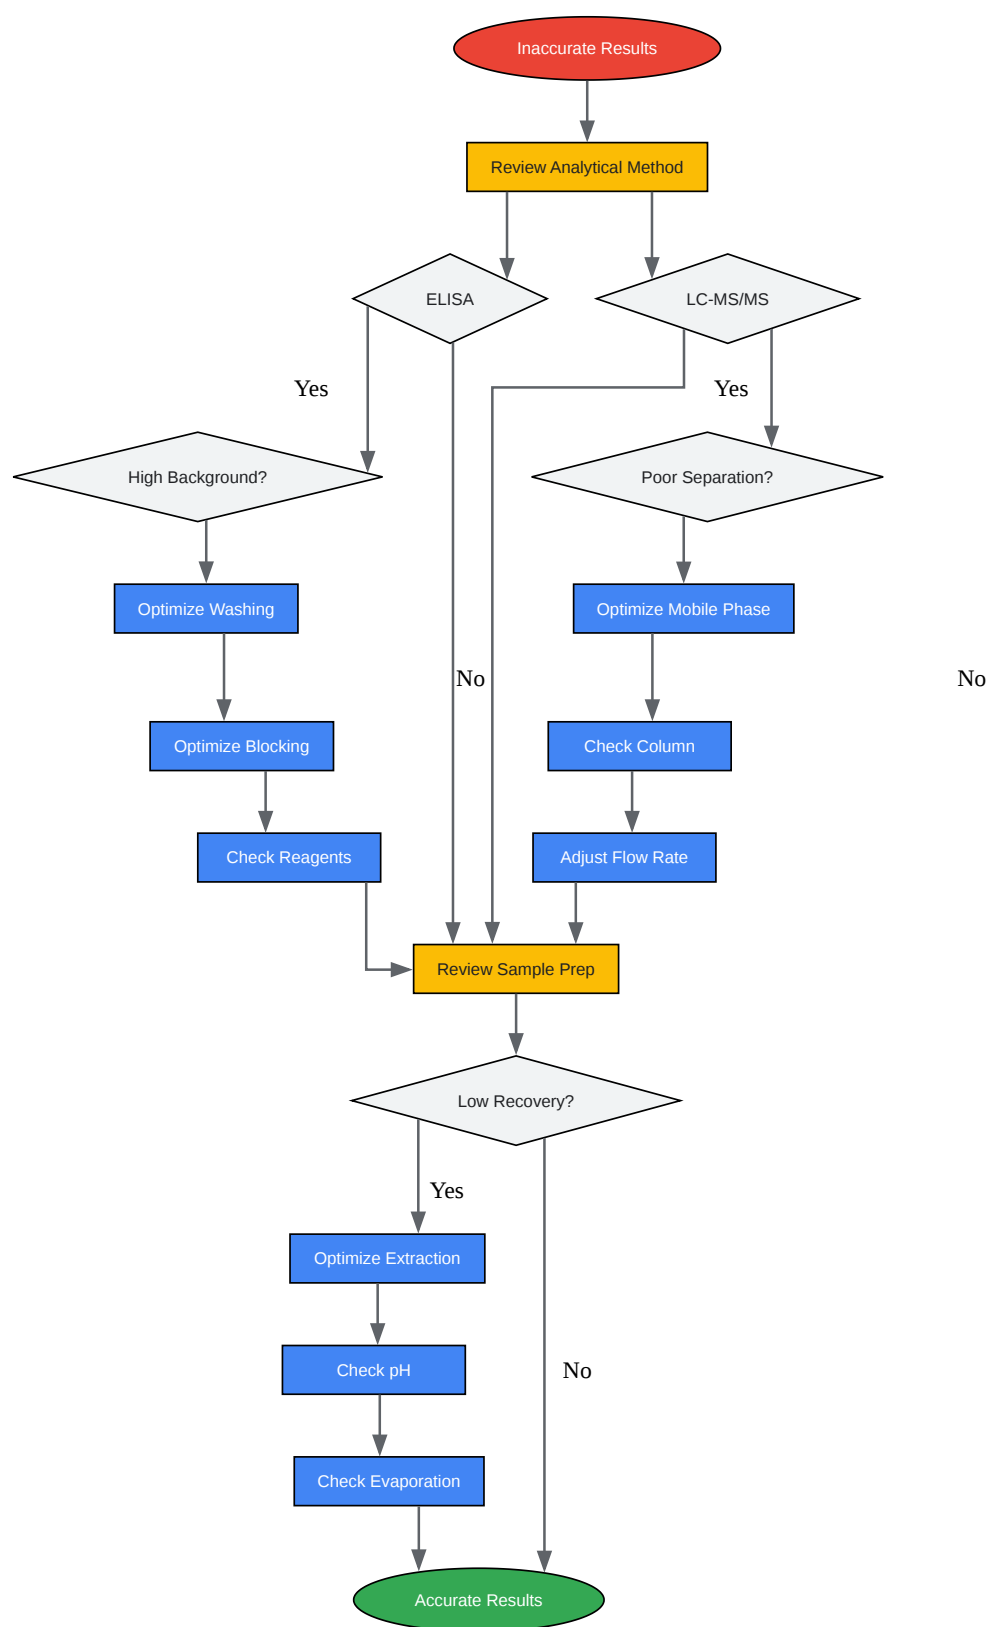 Inaccurate Results
Review Analytical Method
ELISA
LC-MS/MS
Yes
Yes
High Background?
Poor Separation?
Optimize Washing
Optimize Mobile Phase
No
No
Optimize Blocking
Check Column
Check Reagents
Adjust Flow Rate
Review Sample Prep
Low Recovery?
Yes
Optimize Extraction
Check pH
No
Check Evaporation
Accurate Results